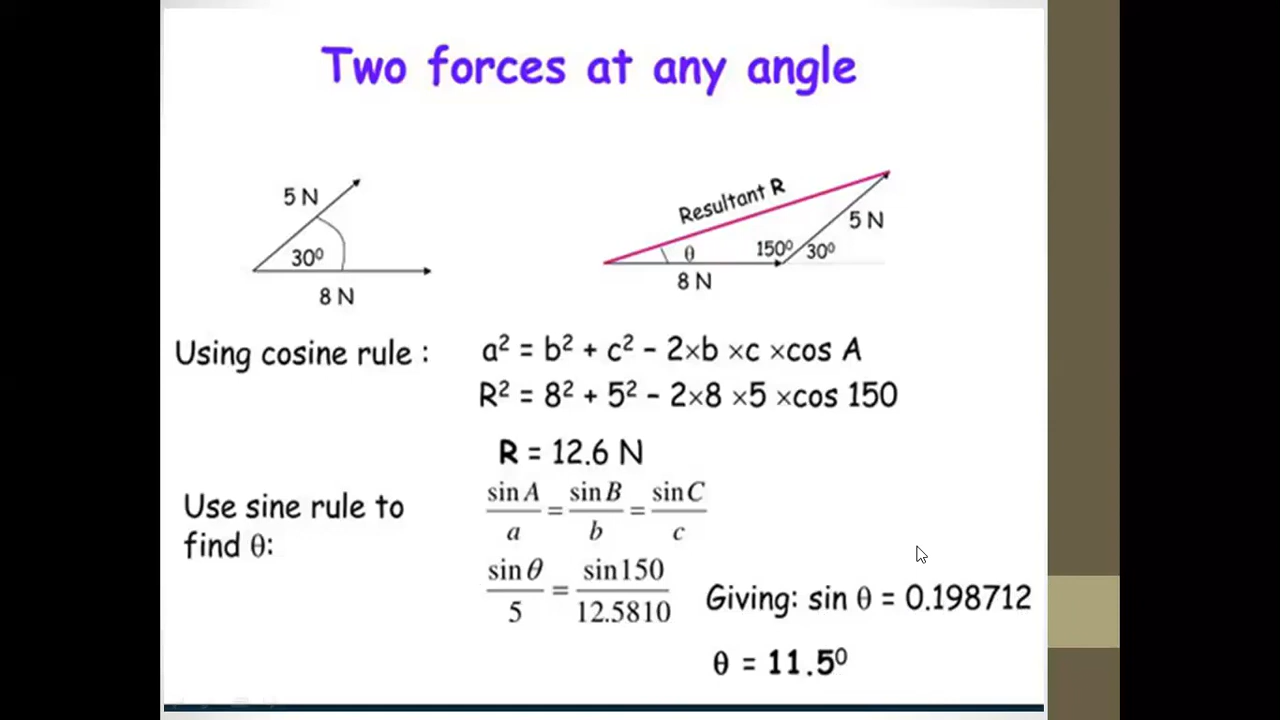 Two forces at any angle
5 N
30⁰
8 N
Resultant R
θ
150⁰
30⁰
5 N
8 N
Using cosine rule :
a² = b² + c² – 2×b ×c ×cos A
R² = 8² + 5² – 2×8 ×5 ×cos 150
R = 12.6 N
Use sine rule to
find θ:
sin A / a = sin B / b = sin C / c
sin θ / 5 = sin150 / 12.5810
Giving: sin θ = 0.198712
θ = 11.5⁰